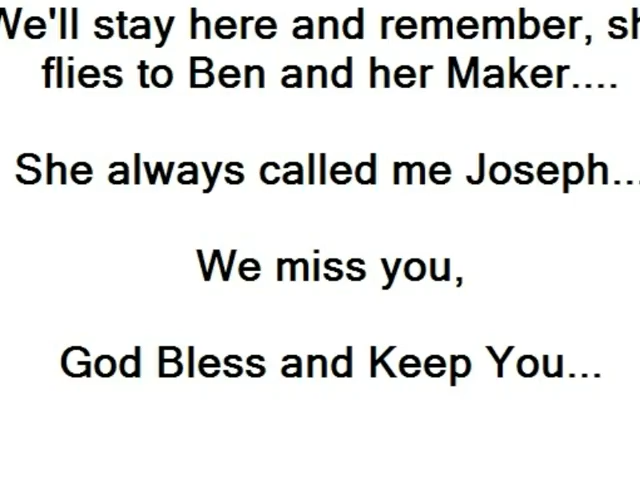 We'll stay here and remember, sh
flies to Ben and her Maker....
She always called me Joseph...
We miss you,
God Bless and Keep You...